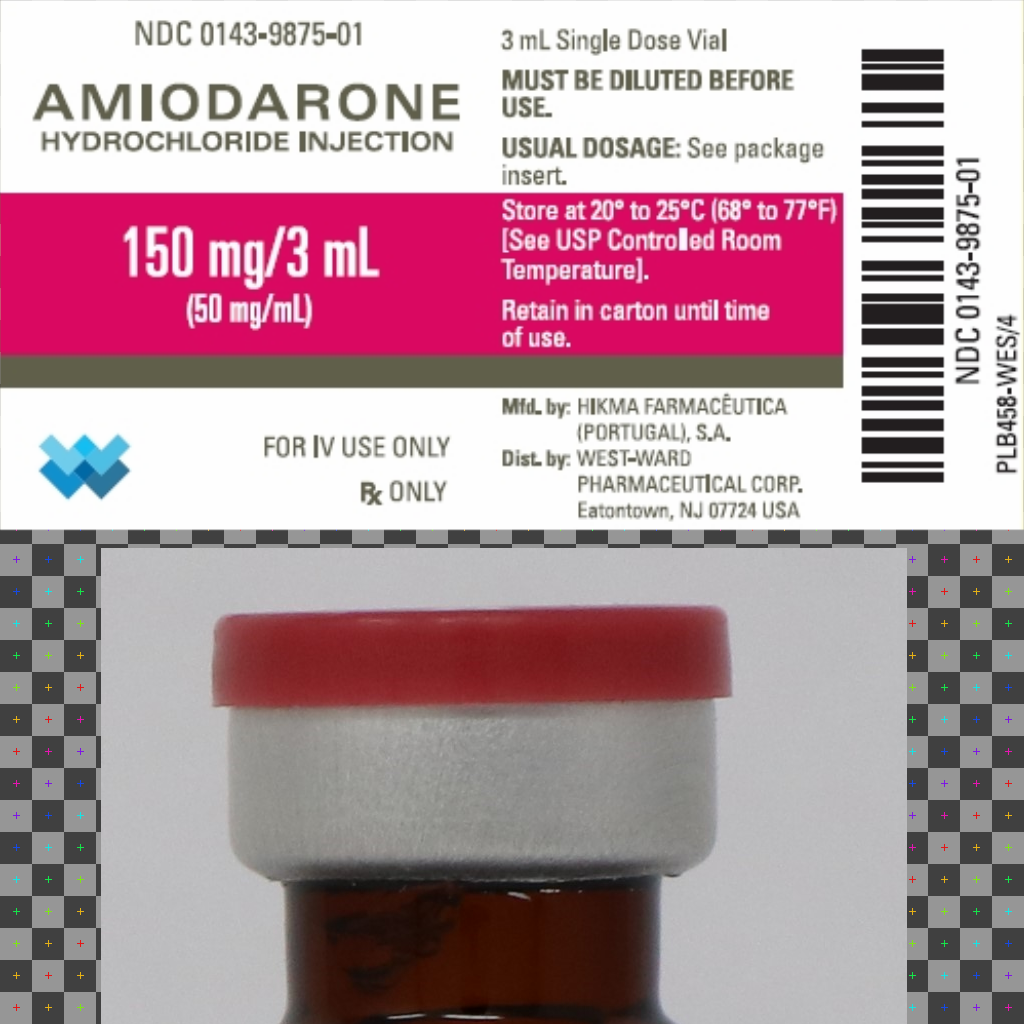 NDC 0143-9875-01
AMIODARONE
HYDROCHLORIDE INJECTION
150 mg/3 mL
(50 mg/mL)
FOR IV USE ONLY
Rx ONLY
3 mL Single Dose Vial
MUST BE DILUTED BEFORE
USE.
USUAL DOSAGE: See package
insert.
Store at 20° to 25°C (68° to 77°F)
[See USP Controlled Room
Temperature].
Retain in carton until time
of use.
Mfd. by: HIKMA FARMACÊUTICA
(PORTUGAL), S.A.
Dist. by: WEST-WARD
PHARMACEUTICAL CORP.
Eatontown, NJ 07724 USA
NDC 0143-9875-01
PLB458-WES/4